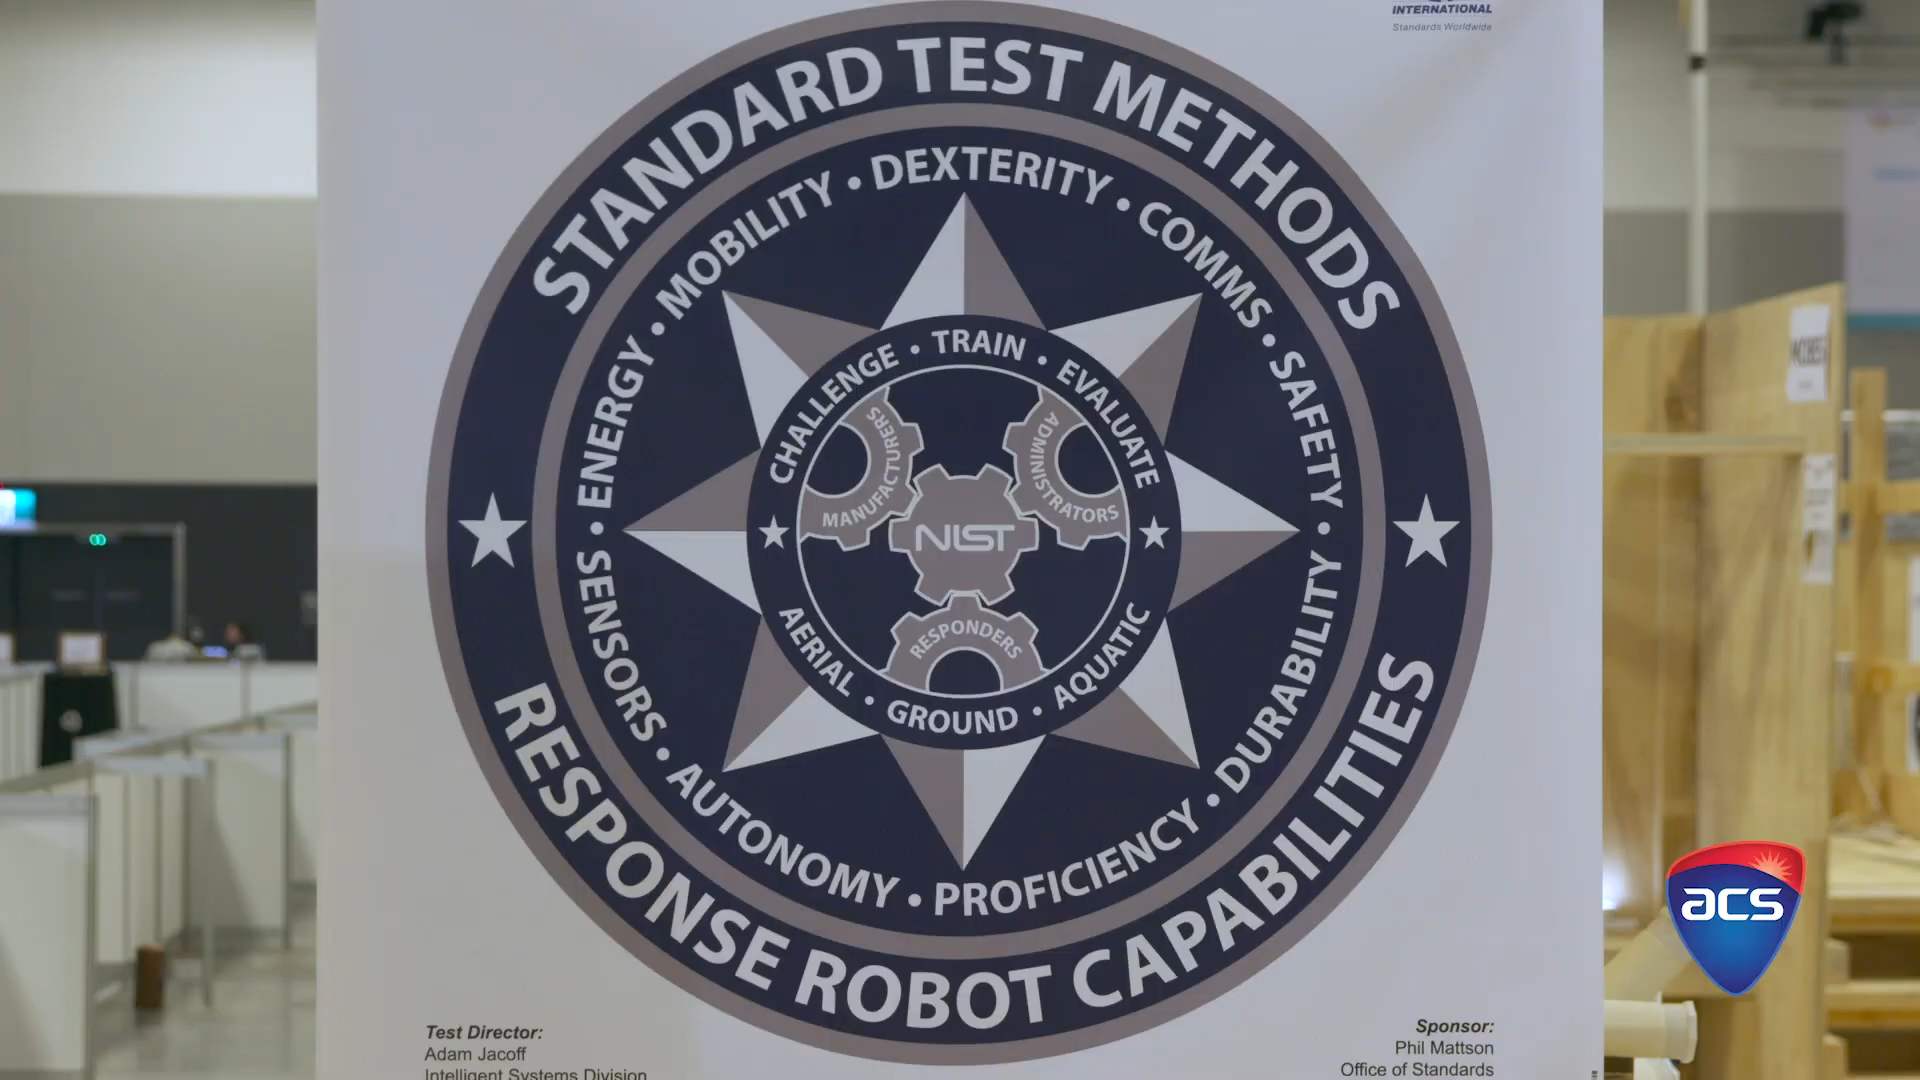 INTERNATIONAL
Standards Worldwide
STANDARD TEST METHODS
MOBILITY • DEXTERITY • COMMS • SAFETY • DURABILITY • PROFICIENCY • AUTONOMY • SENSORS • ENERGY •
CHALLENGE • TRAIN • EVALUATE
MANUFACTURERS
ADMINISTRATORS
NIST
RESPONDERS
AERIAL • GROUND • AQUATIC
RESPONSE ROBOT CAPABILITIES
acs
Test Director:
Adam Jacoff
Intelligent Systems Division
Sponsor:
Phil Mattson
Office of Standards